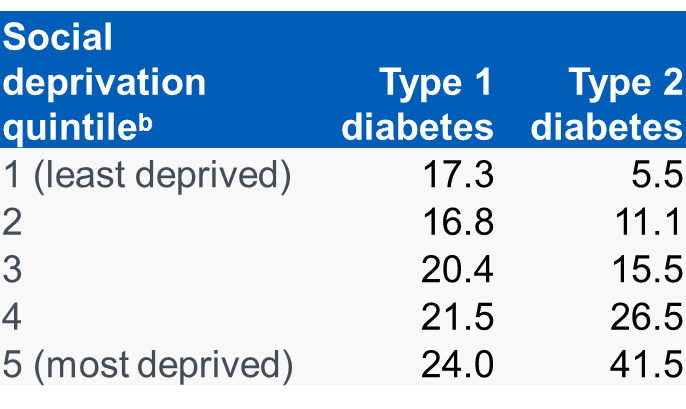 Social
deprivation Type 1 Type 2
quintileᵇ diabetes diabetes
1 (least deprived) 17.3 5.5
2 16.8 11.1
3 20.4 15.5
4 21.5 26.5
5 (most deprived) 24.0 41.5